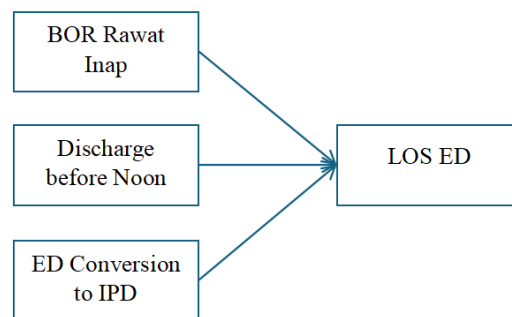 BOR Rawat
Inap
Discharge
before Noon
LOS ED
ED Conversion
to IPD